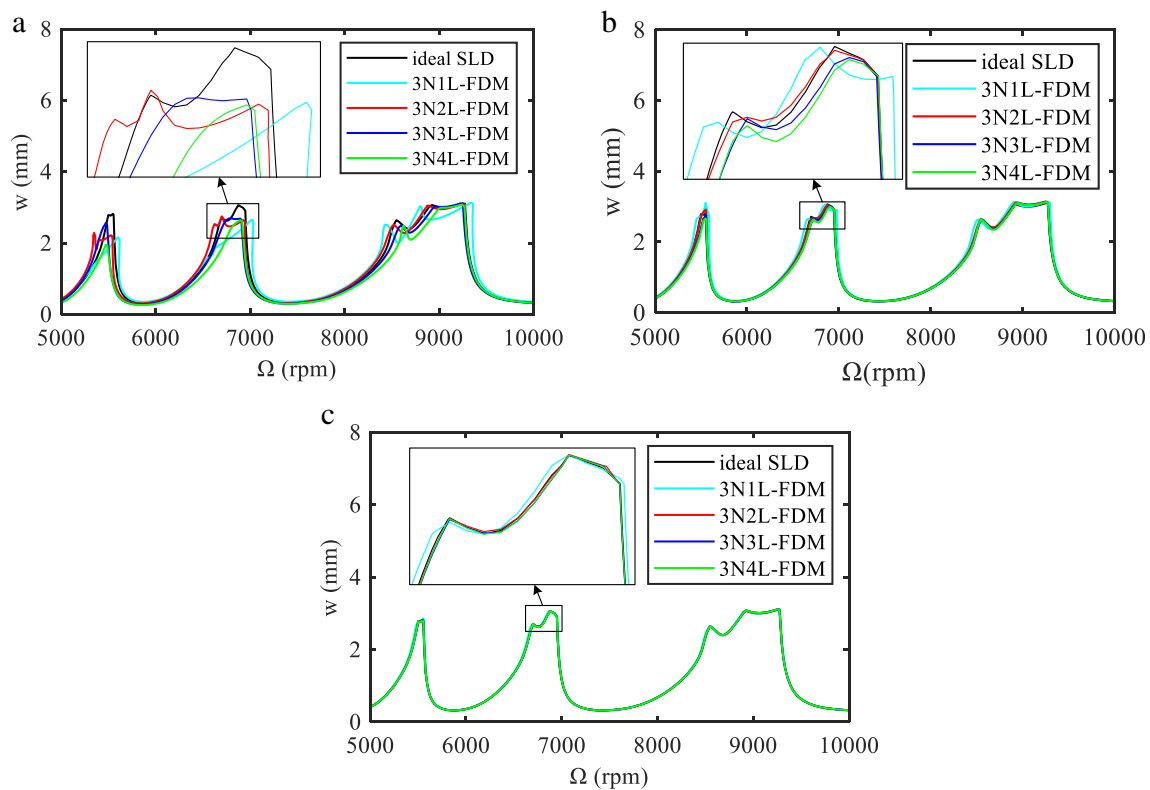 a
8
6
4
2
0
w (mm)
5000 6000 7000 8000 9000 10000
Ω (rpm)
ideal SLD
3N1L-FDM
3N2L-FDM
3N3L-FDM
3N4L-FDM
b
8
6
4
2
0
w (mm)
5000 6000 7000 8000 9000 10000
Ω(rpm)
ideal SLD
3N1L-FDM
3N2L-FDM
3N3L-FDM
3N4L-FDM
c
8
6
4
2
0
w (mm)
5000 6000 7000 8000 9000 10000
Ω (rpm)
ideal SLD
3N1L-FDM
3N2L-FDM
3N3L-FDM
3N4L-FDM